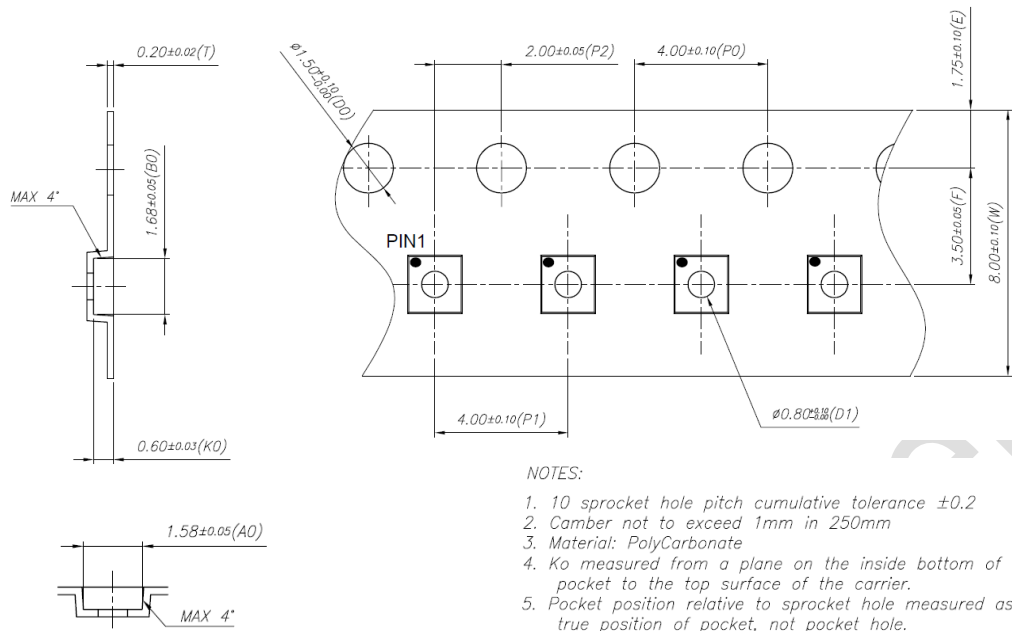 0.20±0.02(T)
ø1.50+0.10-0.00(D0)
2.00±0.05(P2)
4.00±0.10(P0)
1.75±0.10(E)
MAX 4°
1.68±0.05(B0)
PIN1
3.50±0.05(F)
8.00±0.10(W)
4.00±0.10(P1)
ø0.80(D1)
0.60±0.03(K0)
1.58±0.05(A0)
MAX 4°
NOTES:
1. 10 sprocket hole pitch cumulative tolerance ±0.2
2. Camber not to exceed 1mm in 250mm
3. Material: PolyCarbonate
4. Ko measured from a plane on the inside bottom of
pocket to the top surface of the carrier.
5. Pocket position relative to sprocket hole measured as
true position of pocket, not pocket hole.